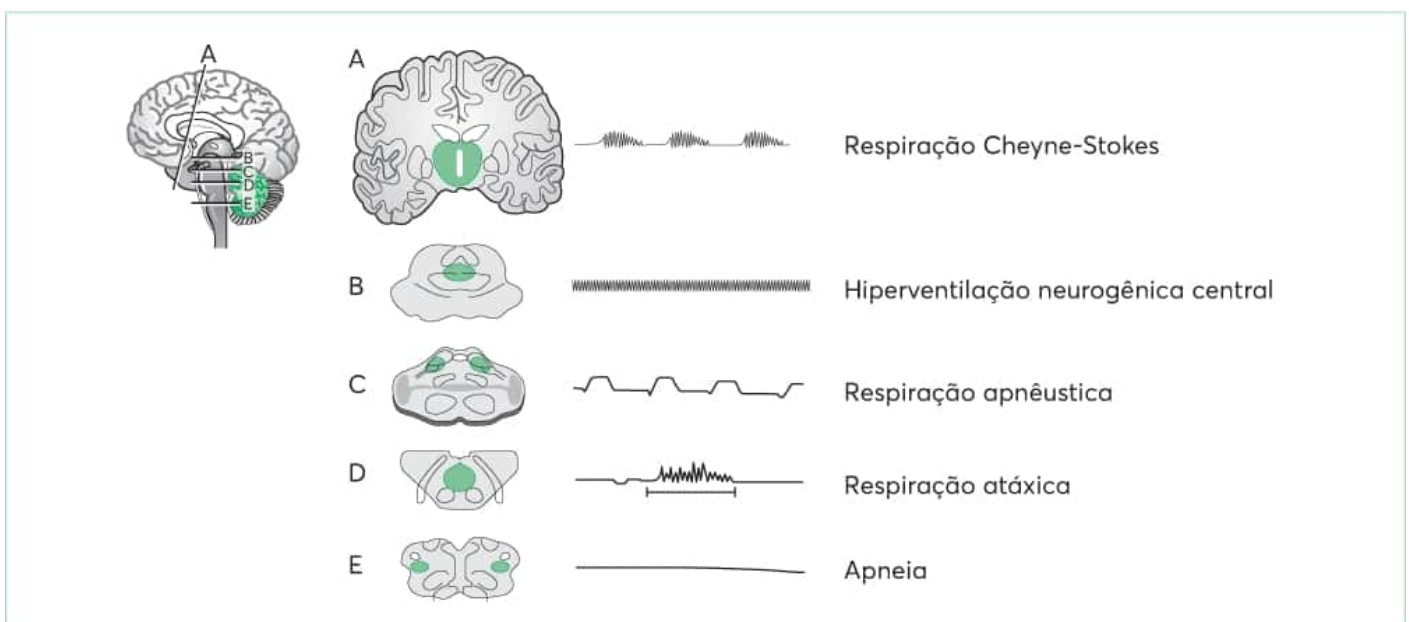 A
B
C
D
E
A
Respiração Cheyne-Stokes
B
Hiperventilação neurogênica central
C
Respiração apnêustica
D
Respiração atáxica
E
Apneia